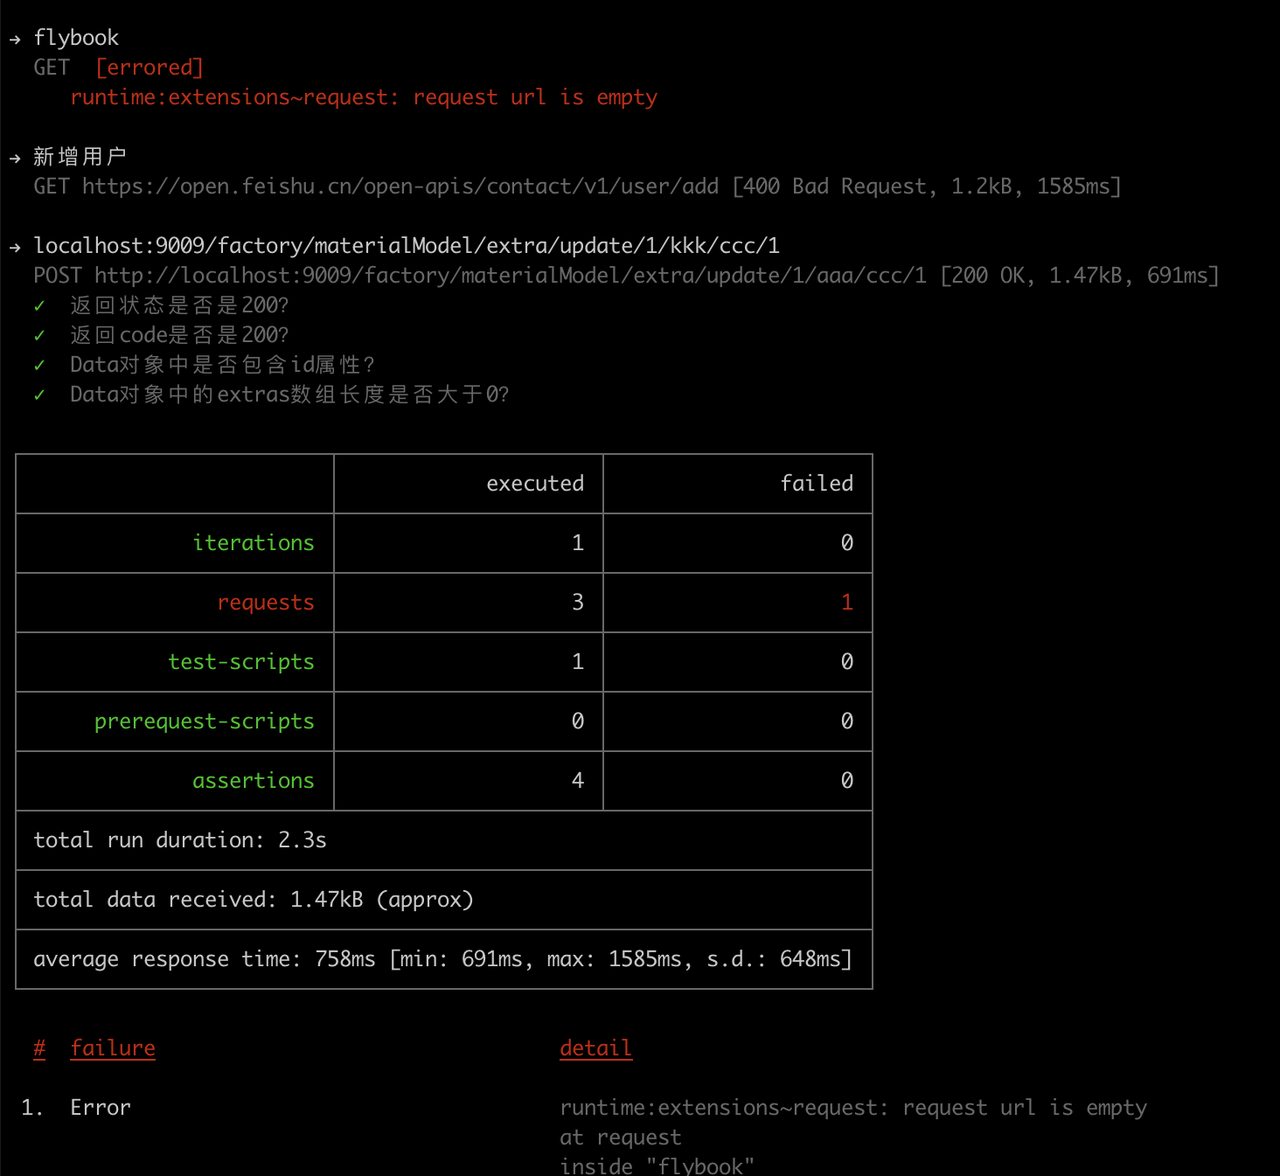 → flybook
GET [errored]
runtime:extensions~request: request url is empty
→ 新增用户
GET https://open.feishu.cn/open-apis/contact/v1/user/add [400 Bad Request, 1.2kB, 1585ms]
→ localhost:9009/factory/materialModel/extra/update/1/kkk/ccc/1
POST http://localhost:9009/factory/materialModel/extra/update/1/aaa/ccc/1 [200 OK, 1.47kB, 691ms]
✓ 返回状态是否是200?
✓ 返回code是否是200?
✓ Data对象中是否包含id属性?
✓ Data对象中的extras数组长度是否大于0?
executed failed
iterations 1 0
requests 3 1
test-scripts 1 0
prerequest-scripts 0 0
assertions 4 0
total run duration: 2.3s
total data received: 1.47kB (approx)
average response time: 758ms [min: 691ms, max: 1585ms, s.d.: 648ms]
# failure detail
1. Error runtime:extensions~request: request url is empty
at request
inside "flybook"